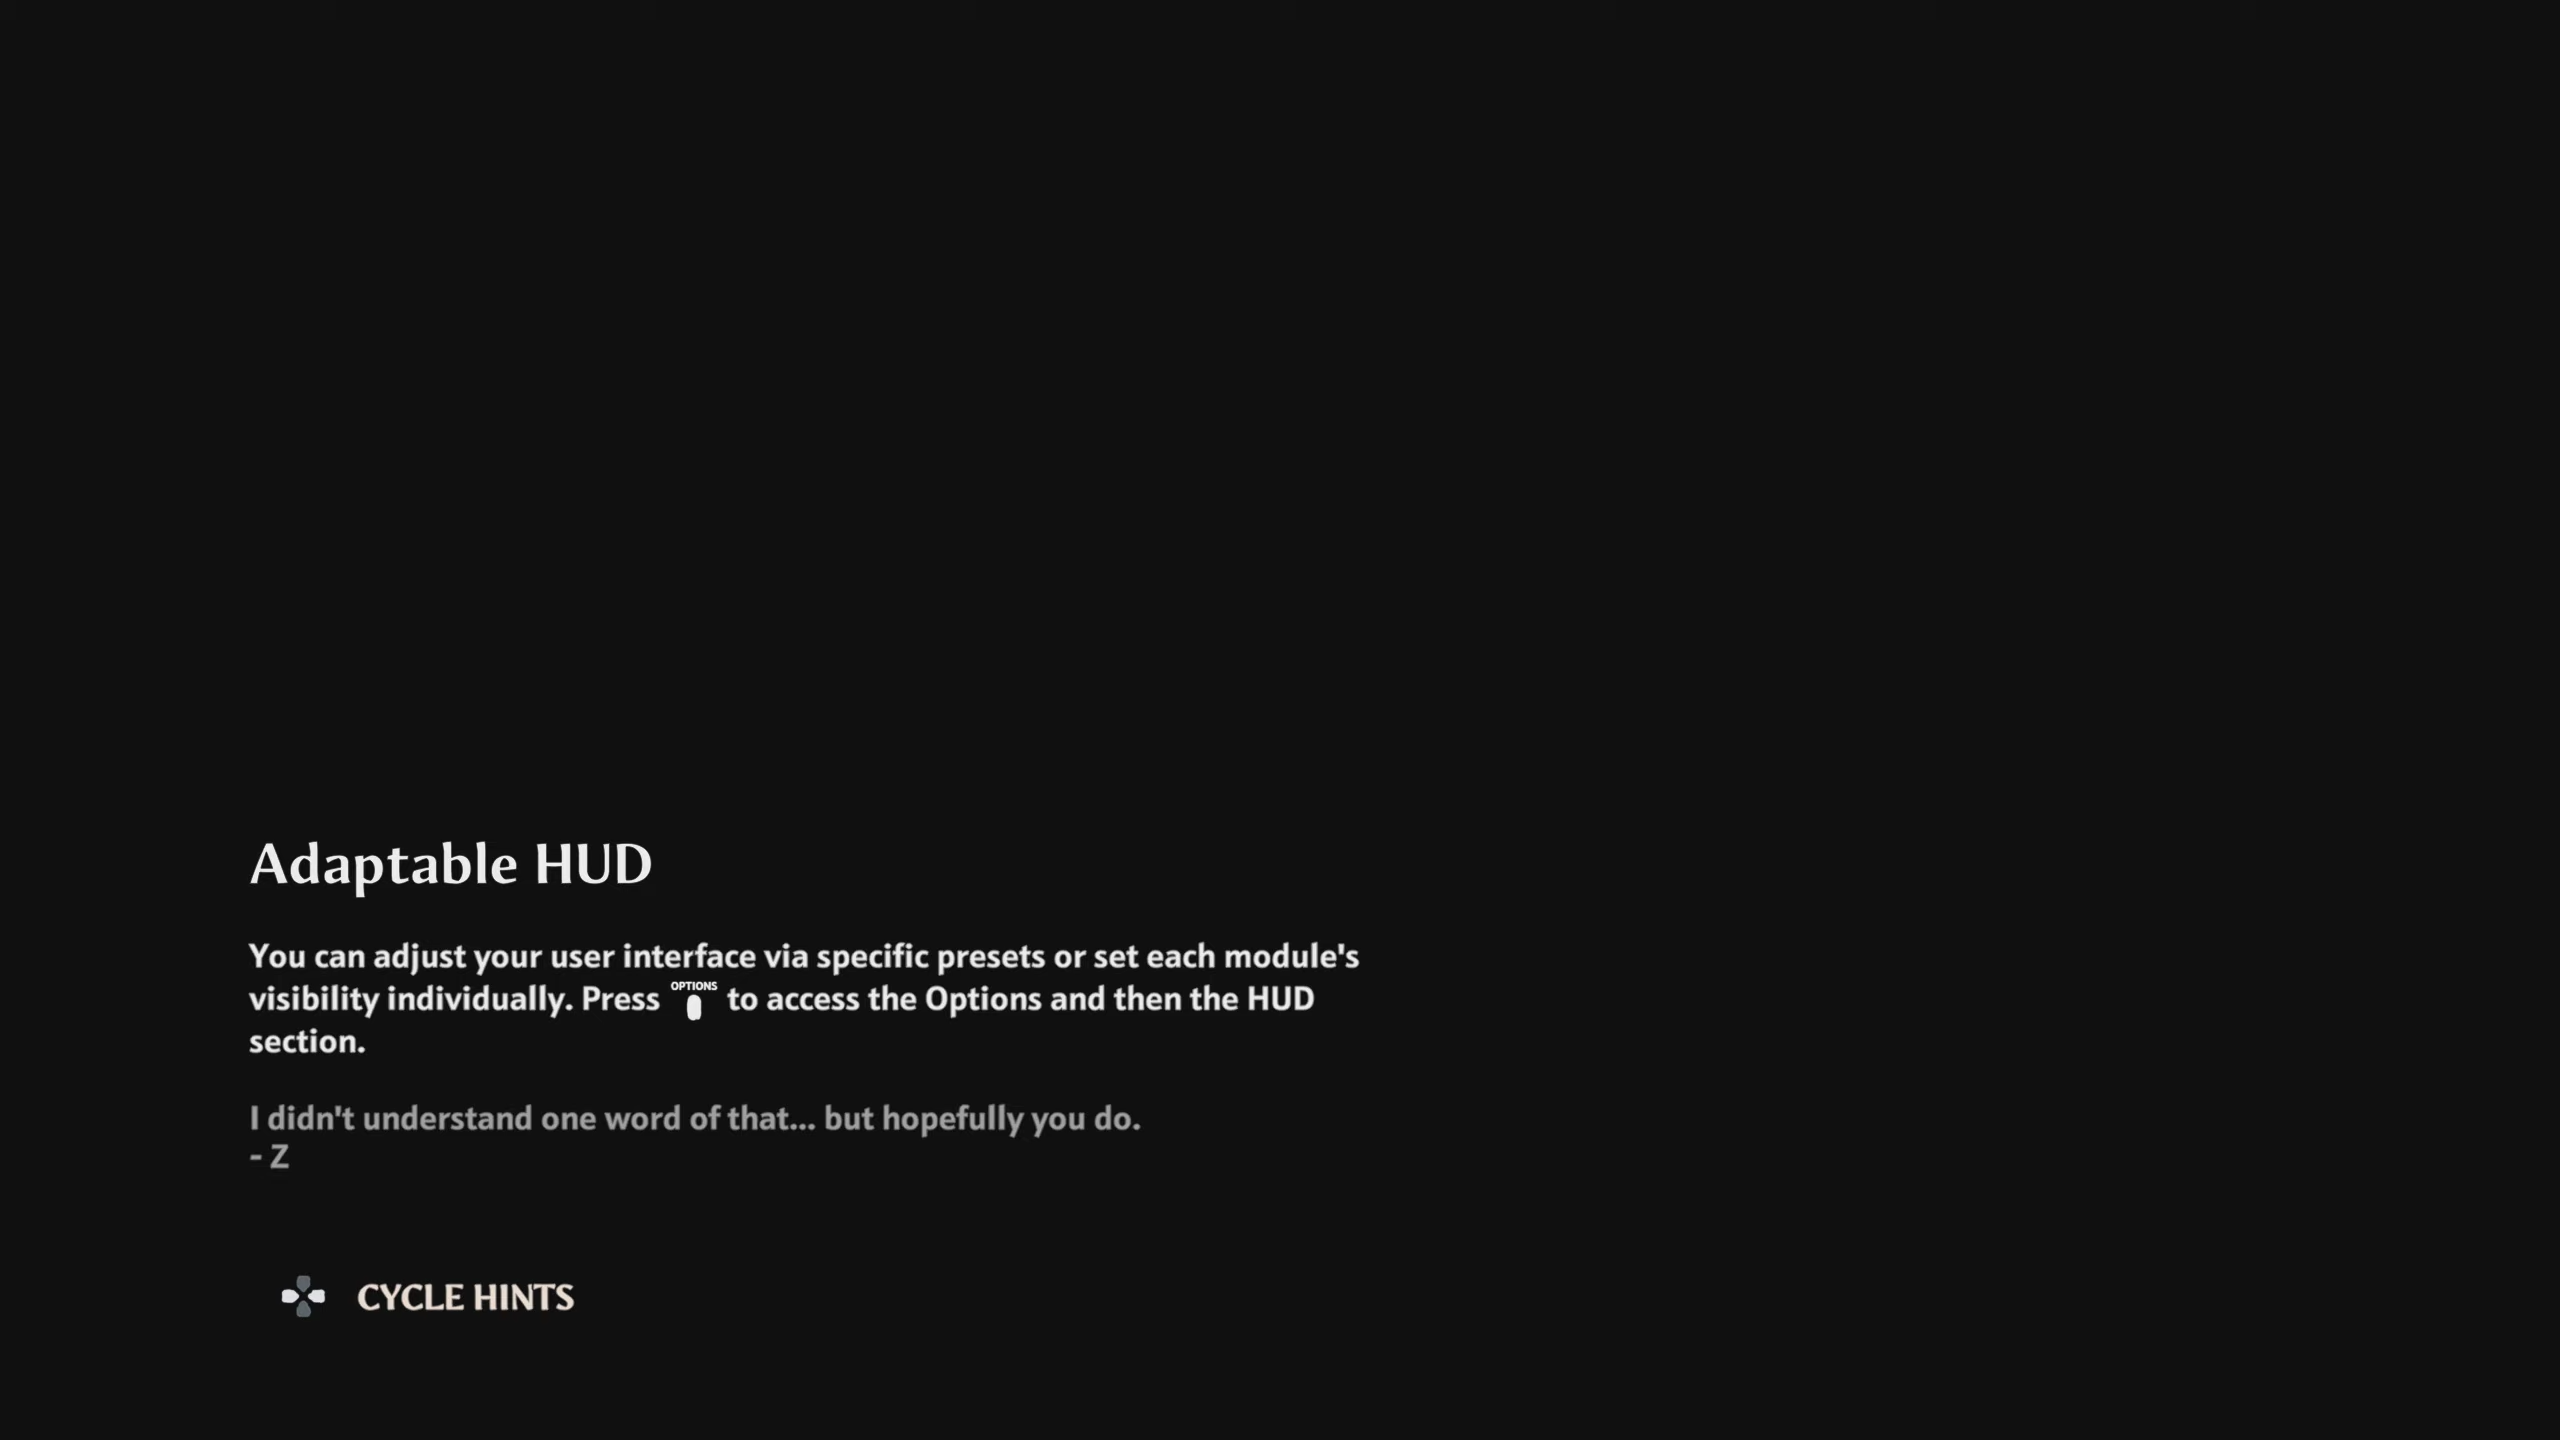 Adaptable HUD
You can adjust your user interface via specific presets or set each module's
visibility individually. Press OPTIONS to access the Options and then the HUD
section.
I didn't understand one word of that... but hopefully you do.
- Z
CYCLE HINTS